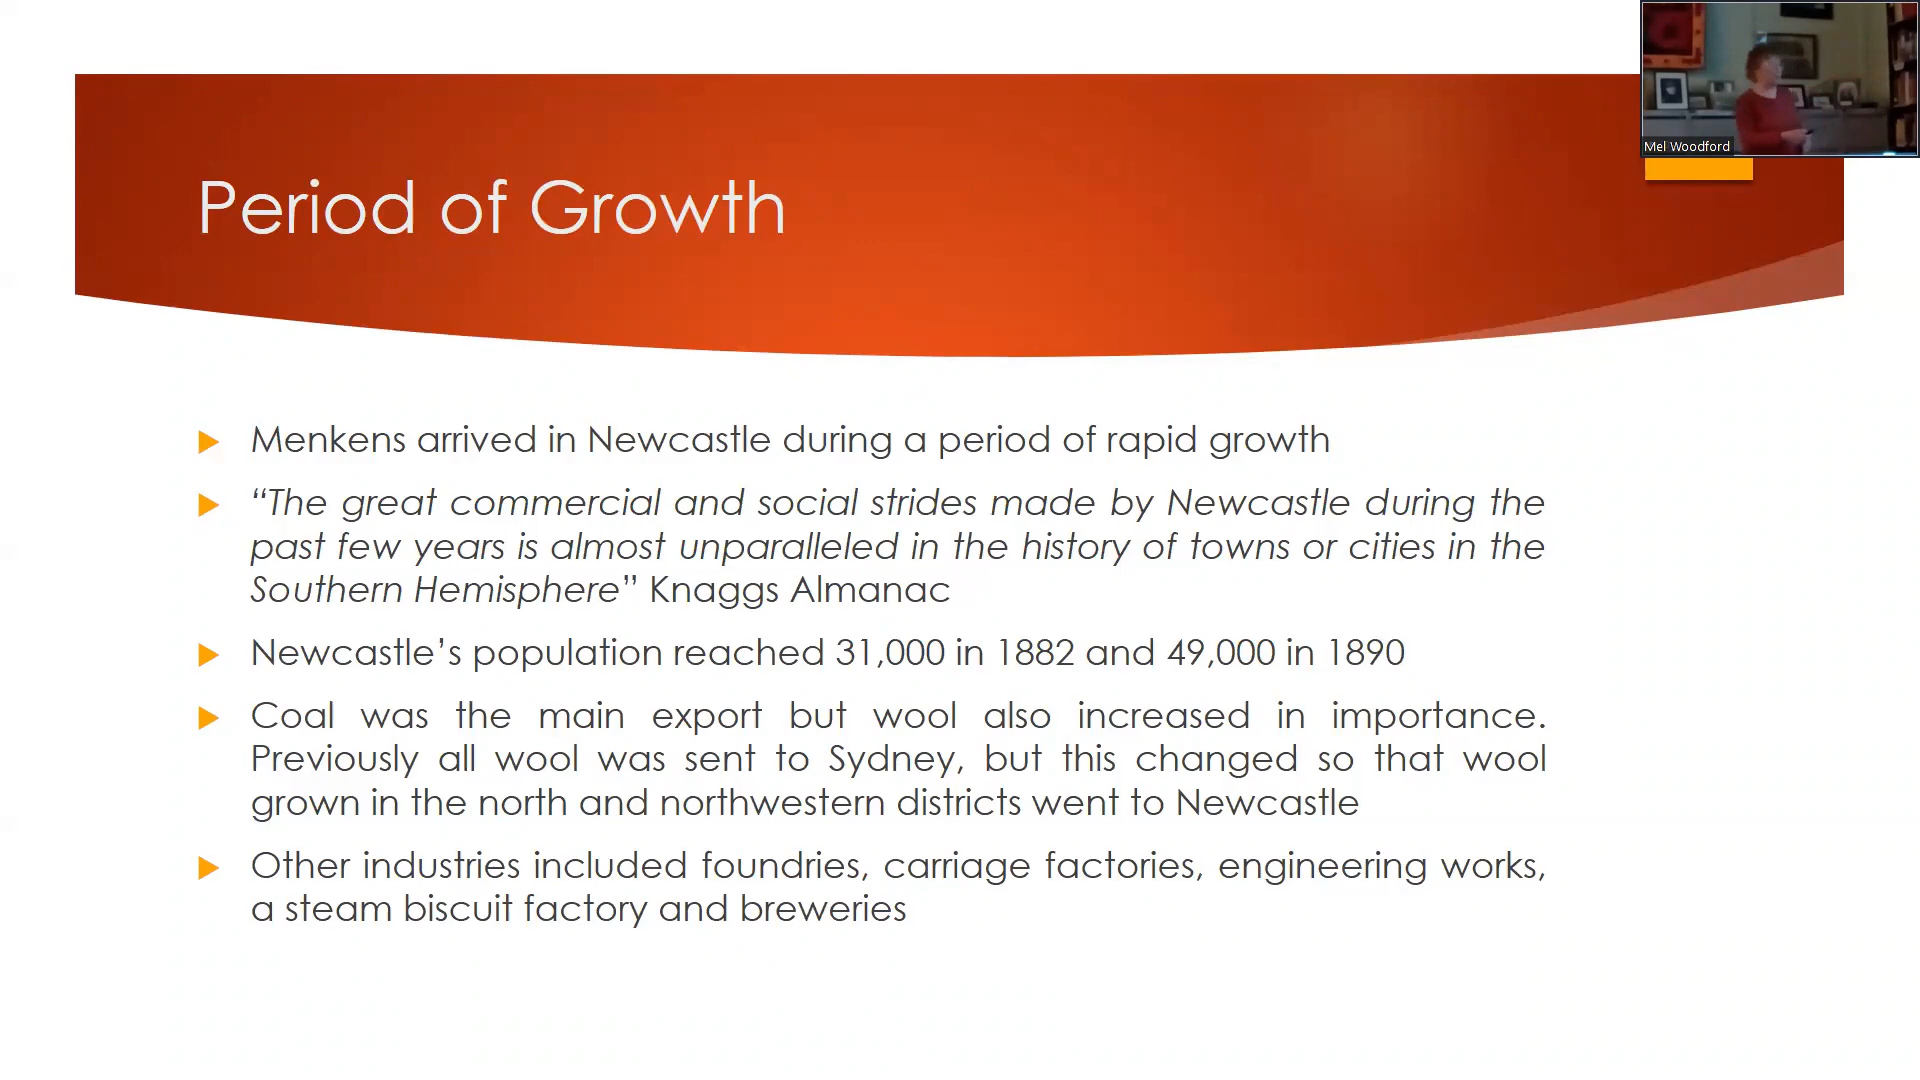 Mel Woodford
Period of Growth
Menkens arrived in Newcastle during a period of rapid growth
“The great commercial and social strides made by Newcastle during the
past few years is almost unparalleled in the history of towns or cities in the
Southern Hemisphere” Knaggs Almanac
Newcastle’s population reached 31,000 in 1882 and 49,000 in 1890
Coal was the main export but wool also increased in importance.
Previously all wool was sent to Sydney, but this changed so that wool
grown in the north and northwestern districts went to Newcastle
Other industries included foundries, carriage factories, engineering works,
a steam biscuit factory and breweries